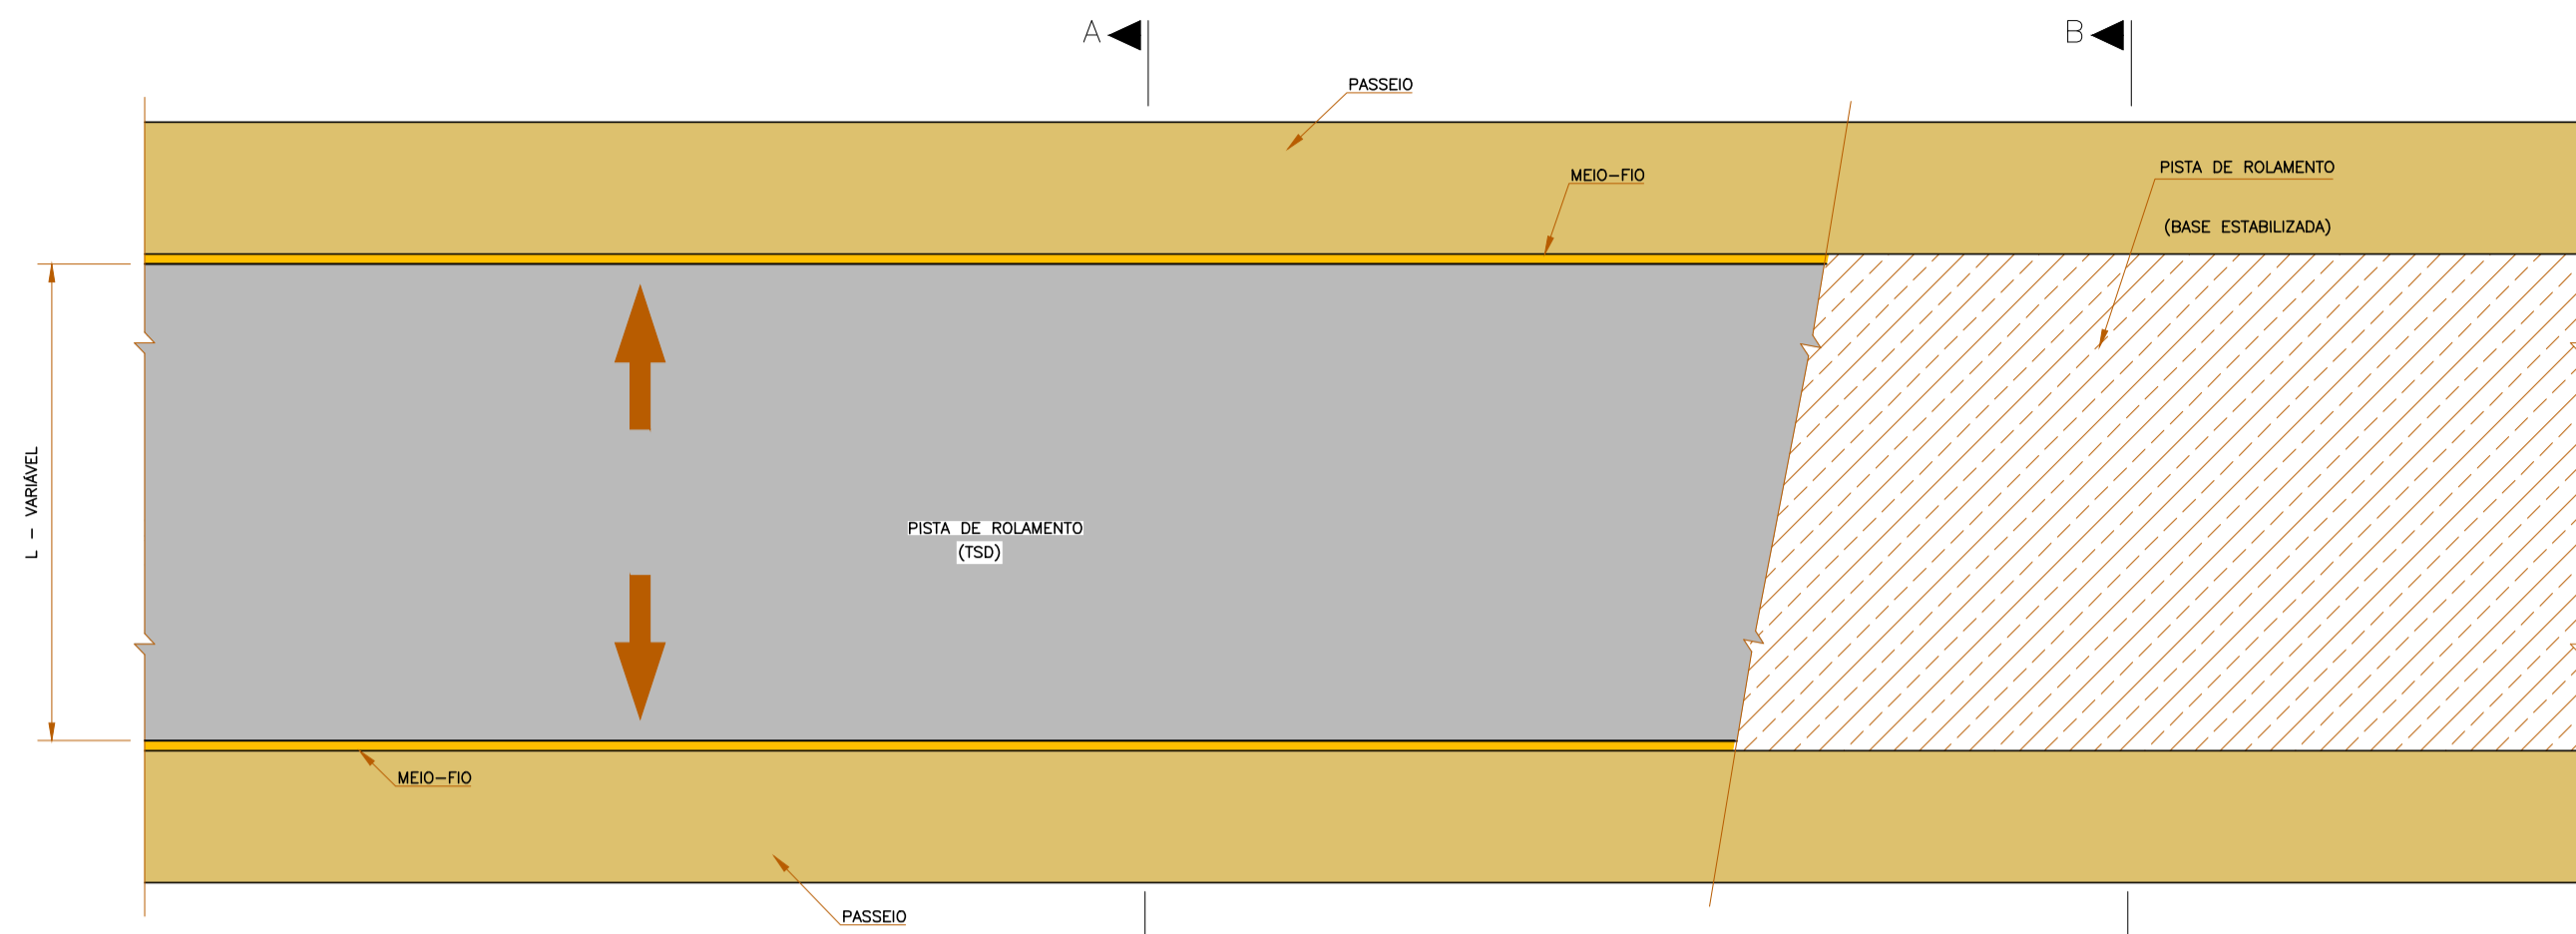 A
B
PASSEIO
MEIO-FIO
PISTA DE ROLAMENTO
(BASE ESTABILIZADA)
L - VARIÁVEL
PISTA DE ROLAMENTO
(TSD)
MEIO-FIO
PASSEIO